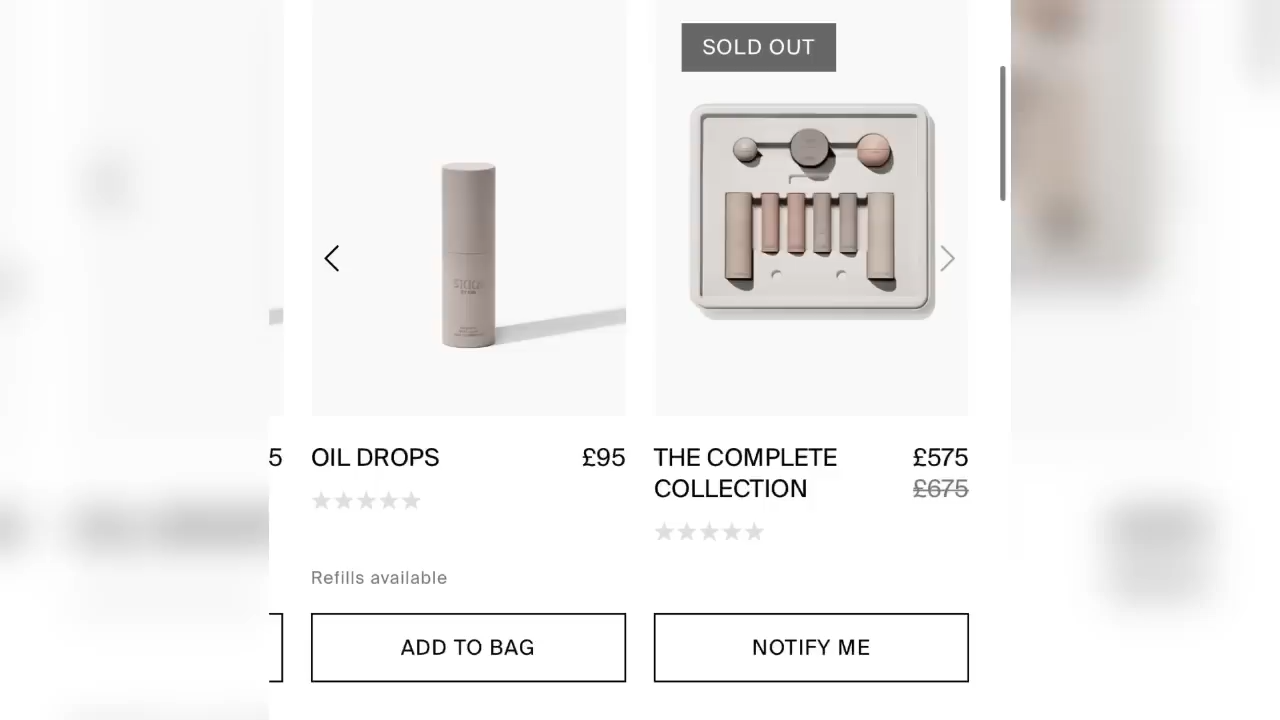 SOLD OUT
5
OIL DROPS £95
THE COMPLETE £575
COLLECTION £675
Refills available
ADD TO BAG
NOTIFY ME